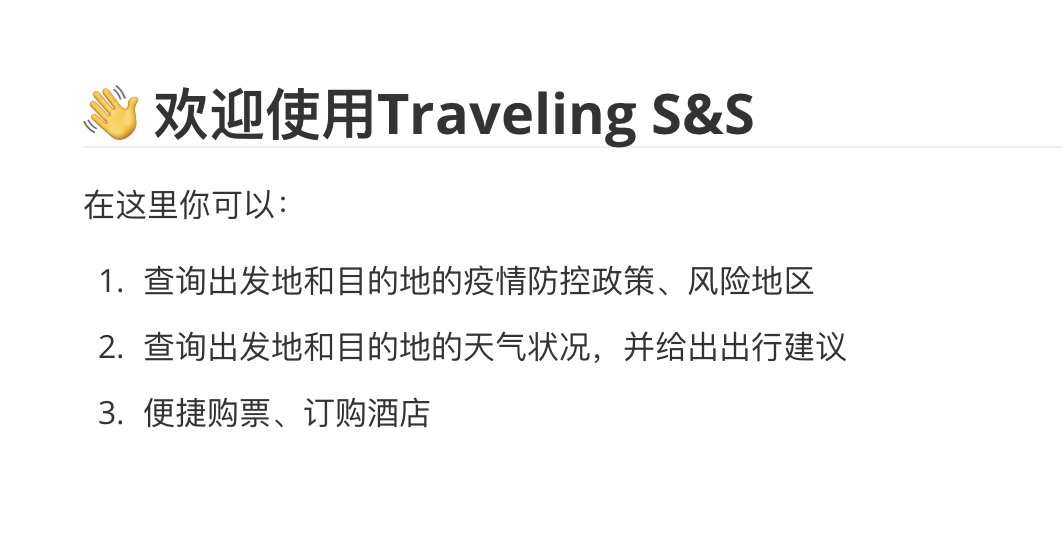 👋 欢迎使用Traveling S&S
在这里你可以：
1. 查询出发地和目的地的疫情防控政策、风险地区
2. 查询出发地和目的地的天气状况，并给出出行建议
3. 便捷购票、订购酒店